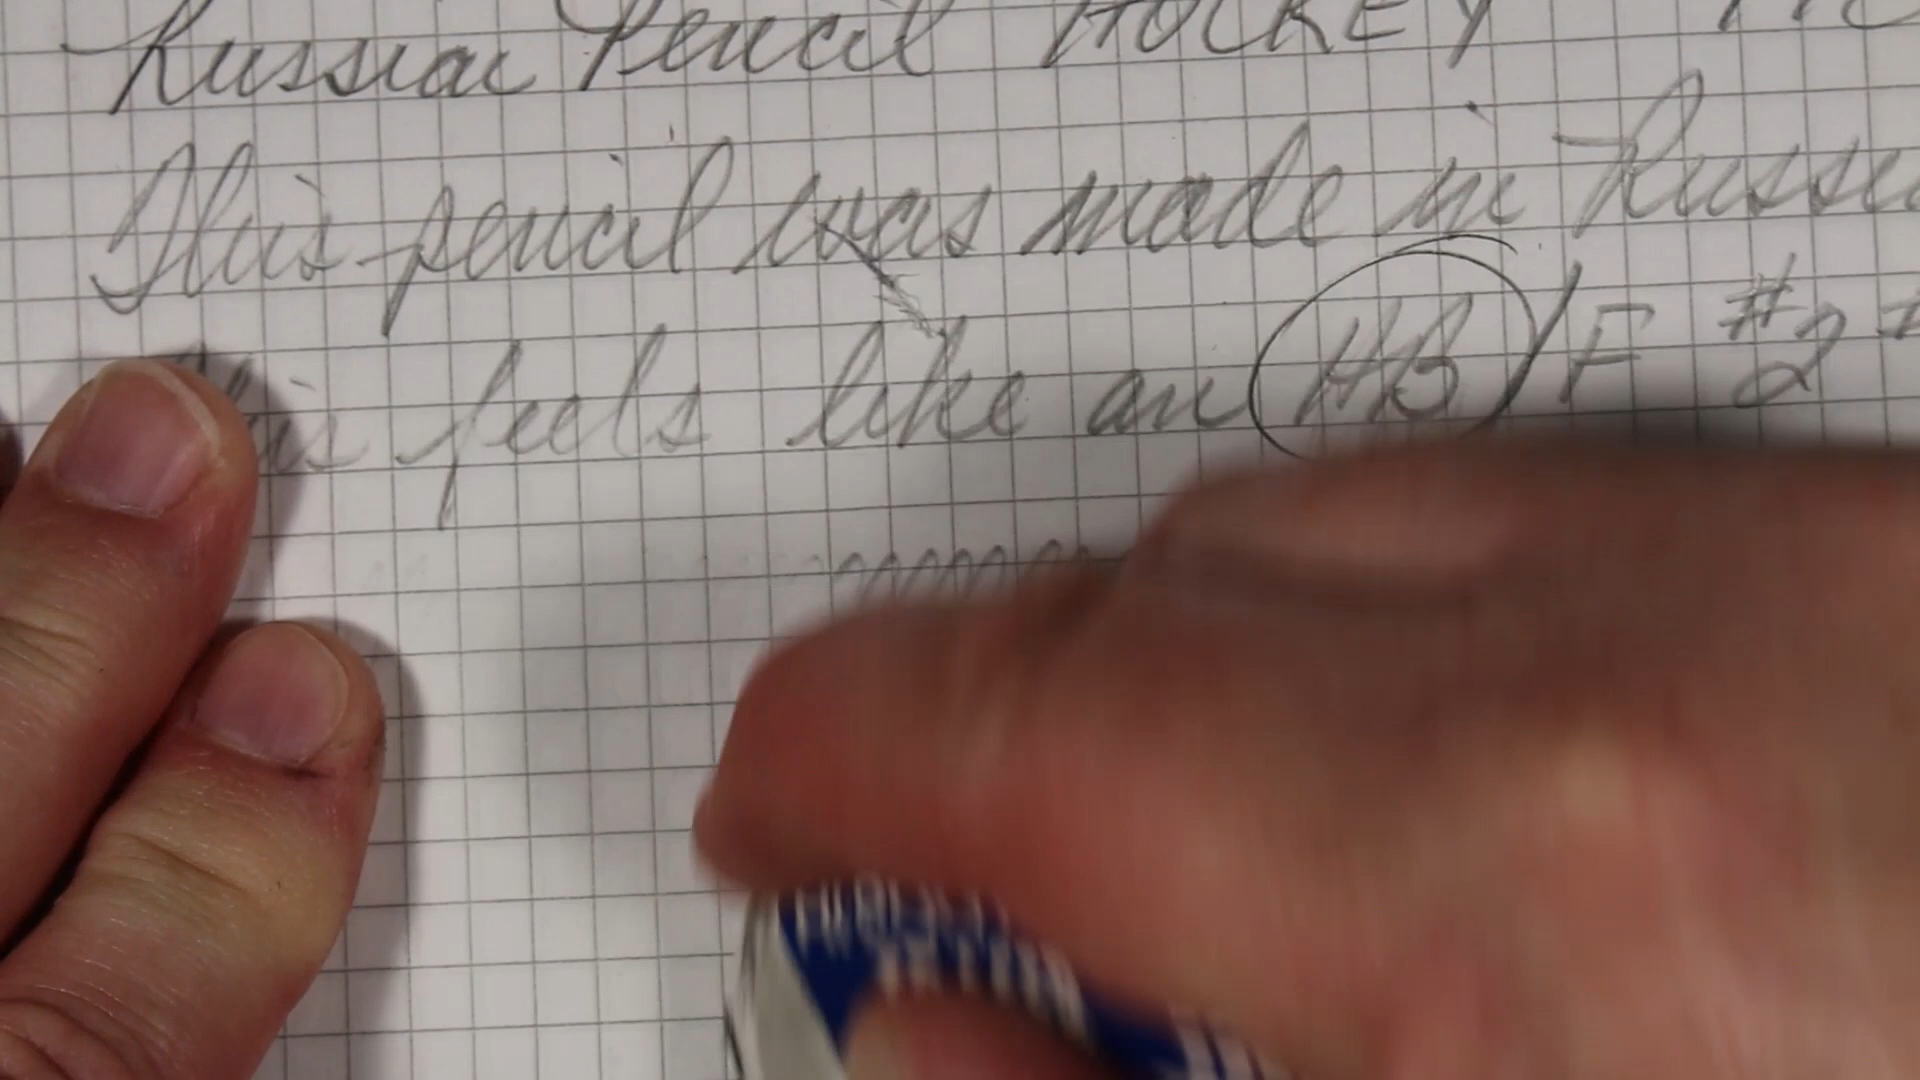 Russian Pencil HOCKEY
This pencil was made in Russia
This feels like an HB / F #2